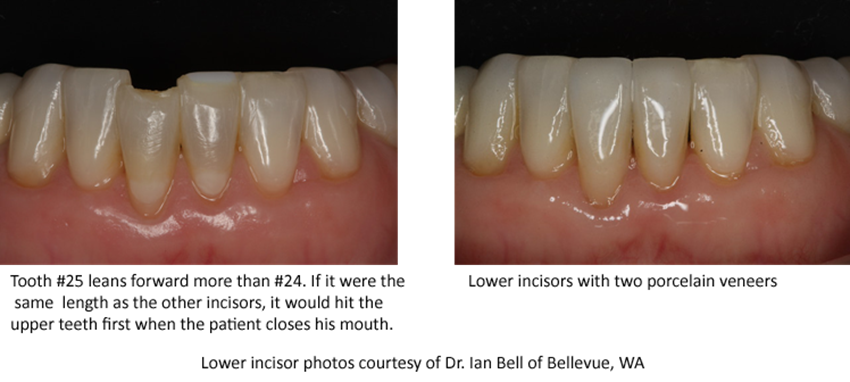 Tooth #25 leans forward more than #24. If it were the
same length as the other incisors, it would hit the
upper teeth first when the patient closes his mouth.
Lower incisors with two porcelain veneers
Lower incisor photos courtesy of Dr. Ian Bell of Bellevue, WA